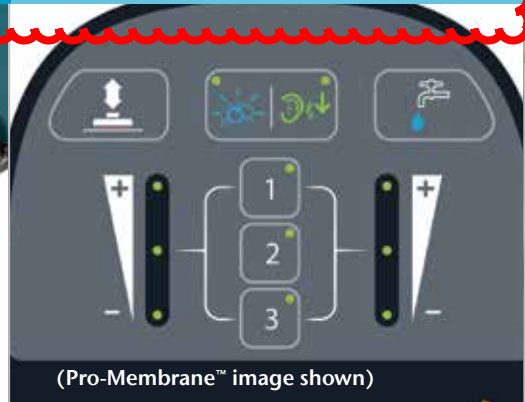 + 1 +
2
- 3 -
(Pro-Membrane™ image shown)